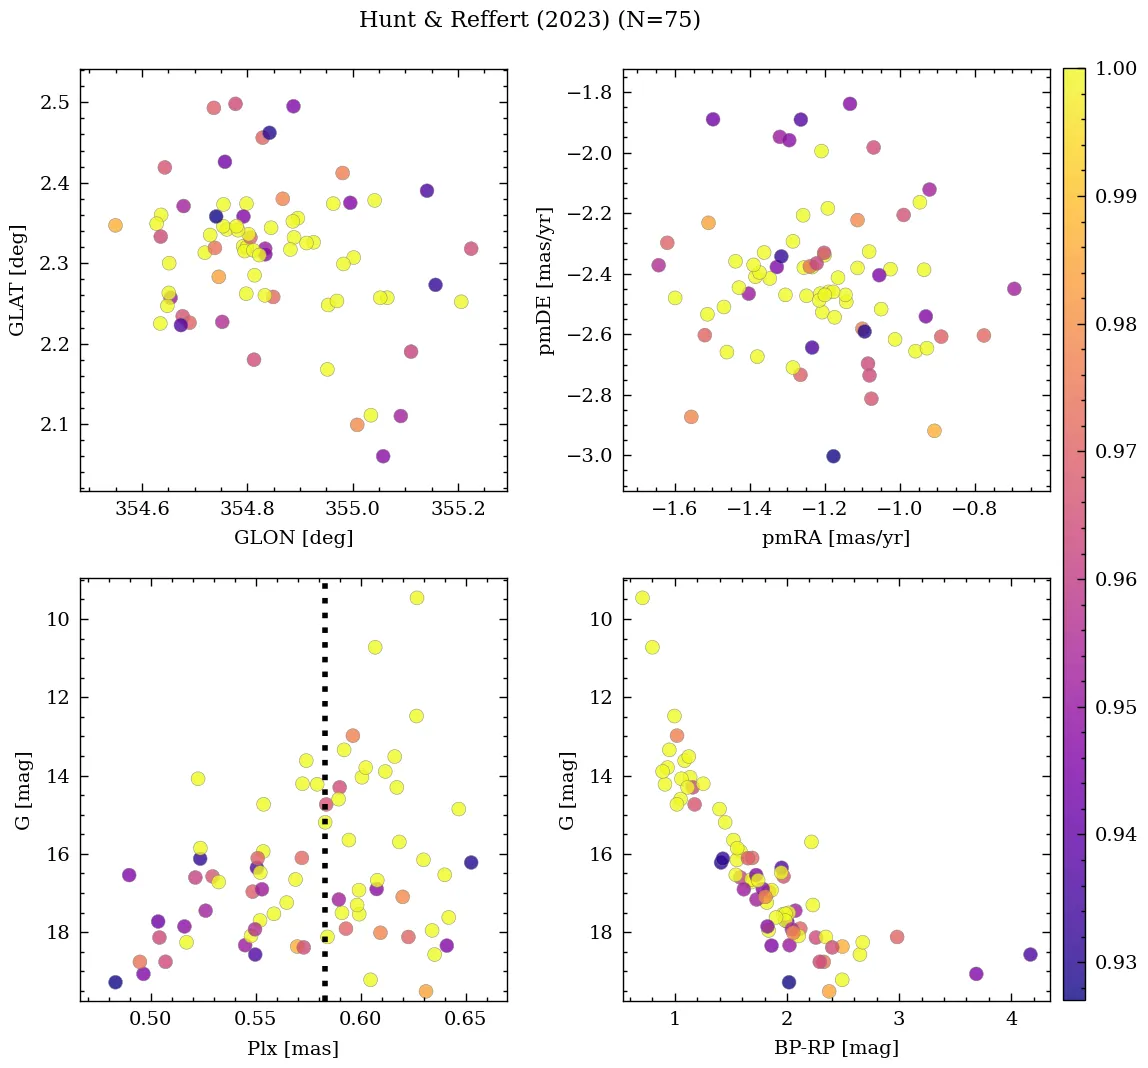 Hunt & Reffert (2023) (N=75)
2.5
2.4
2.3
2.2
2.1
GLAT [deg]
354.6 354.8 355.0 355.2
GLON [deg]
−1.8
−2.0
−2.2
−2.4
−2.6
−2.8
−3.0
pmDE [mas/yr]
−1.6 −1.4 −1.2 −1.0 −0.8
pmRA [mas/yr]
10
12
14
16
18
G [mag]
0.50 0.55 0.60 0.65
Plx [mas]
10
12
14
16
18
G [mag]
1 2 3 4
BP-RP [mag]
1.00
0.99
0.98
0.97
0.96
0.95
0.94
0.93